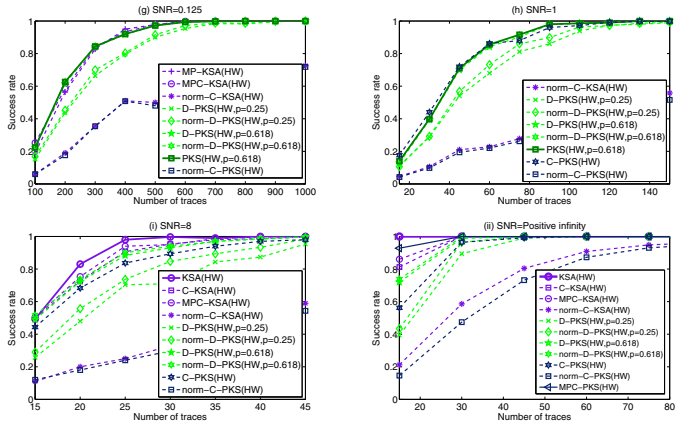 (g) SNR=0.125
Success rate
1
0.8
0.6
0.4
0.2
0
MP-KSA(HW)
MPC-KSA(HW)
norm-C-KSA(HW)
D-PKS(HW,p=0.25)
norm-D-PKS(HW,p=0.25)
D-PKS(HW,p=0.618)
norm-D-PKS(HW,p=0.618)
PKS(HW,p=0.618)
norm-C-PKS(HW)
100 200 300 400 500 600 700 800 900 1000
Number of traces
(h) SNR=1
Success rate
1
0.8
0.6
0.4
0.2
0
norm-C-KSA(HW)
D-PKS(HW,p=0.25)
norm-D-PKS(HW,p=0.25)
D-PKS(HW,p=0.618)
norm-D-PKS(HW,p=0.618)
PKS(HW,p=0.618)
C-PKS(HW)
norm-C-PKS(HW)
20 40 60 80 100 120 140
Number of traces
(i) SNR=8
Success rate
1
0.8
0.6
0.4
0.2
0
KSA(HW)
C-KSA(HW)
MPC-KSA(HW)
norm-C-KSA(HW)
D-PKS(HW,p=0.25)
norm-D-PKS(HW,p=0.25)
D-PKS(HW,p=0.618)
norm-D-PKS(HW,p=0.618)
C-PKS(HW)
norm-C-PKS(HW)
15 20 25 30 35 40 45
Number of traces
(ii) SNR=Positive infinity
Success rate
1
0.8
0.6
0.4
0.2
0
KSA(HW)
C-KSA(HW)
MPC-KSA(HW)
norm-C-KSA(HW)
D-PKS(HW,p=0.25)
norm-D-PKS(HW,p=0.25)
D-PKS(HW,p=0.618)
norm-D-PKS(HW,p=0.618)
C-PKS(HW)
norm-C-PKS(HW)
MPC-PKS(HW)
20 30 40 50 60 70 80
Number of traces